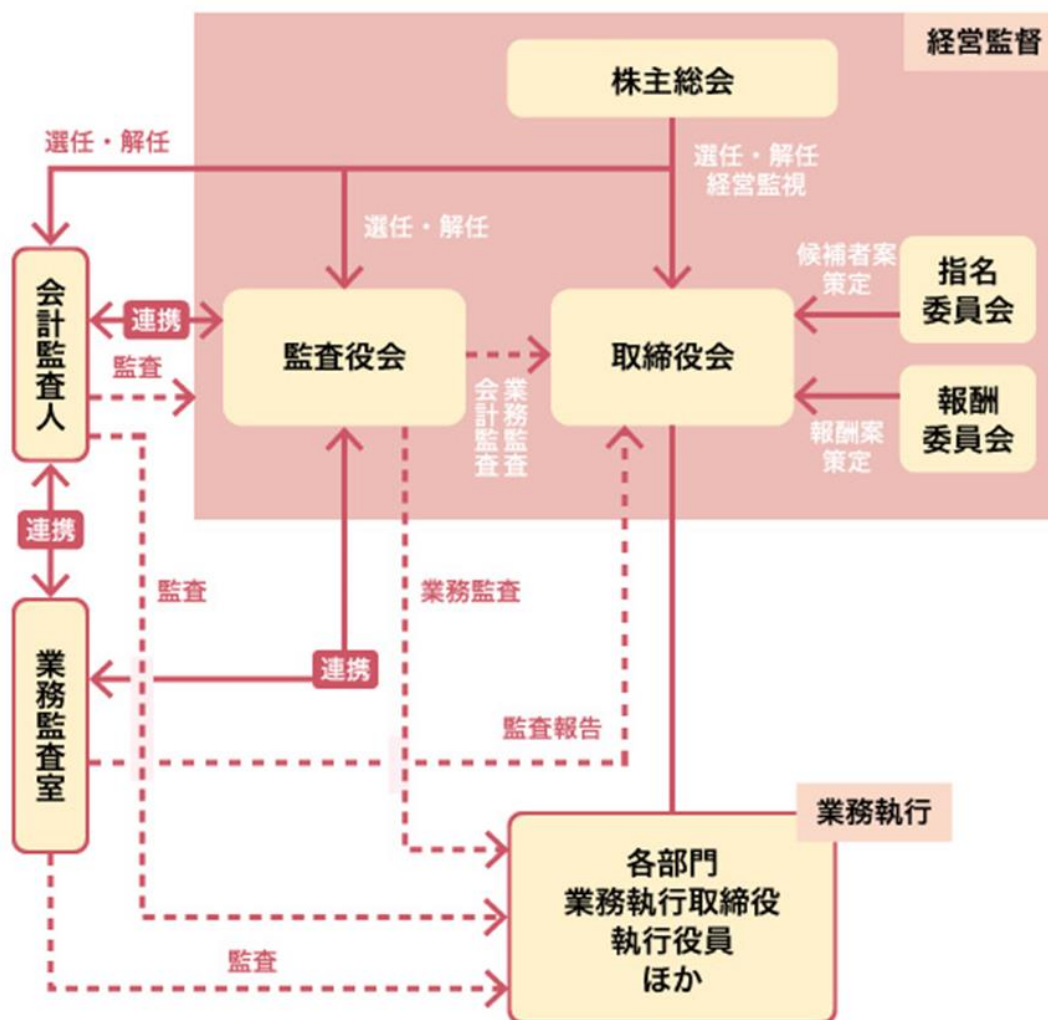 経営監督
株主総会
選任・解任
選任・解任
経営監視
選任・解任
候補者案
策定
指名
委員会
会計監査人
連携
監査役会
取締役会
監査
会計監査
業務監査
報酬案
策定
報酬
委員会
連携
監査
業務監査
業務監査室
連携
監査報告
業務執行
各部門
業務執行取締役
執行役員
ほか
監査